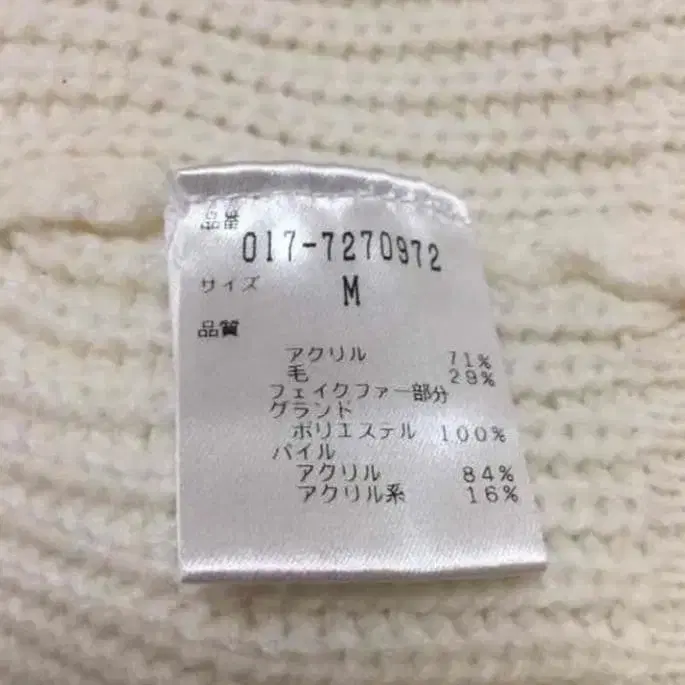 品番
017-7270972
サイズ M
品質
アクリル 71%
毛 29%
フェイクファー部分
グランド
ポリエステル 100%
パイル
アクリル 84%
アクリル系 16%